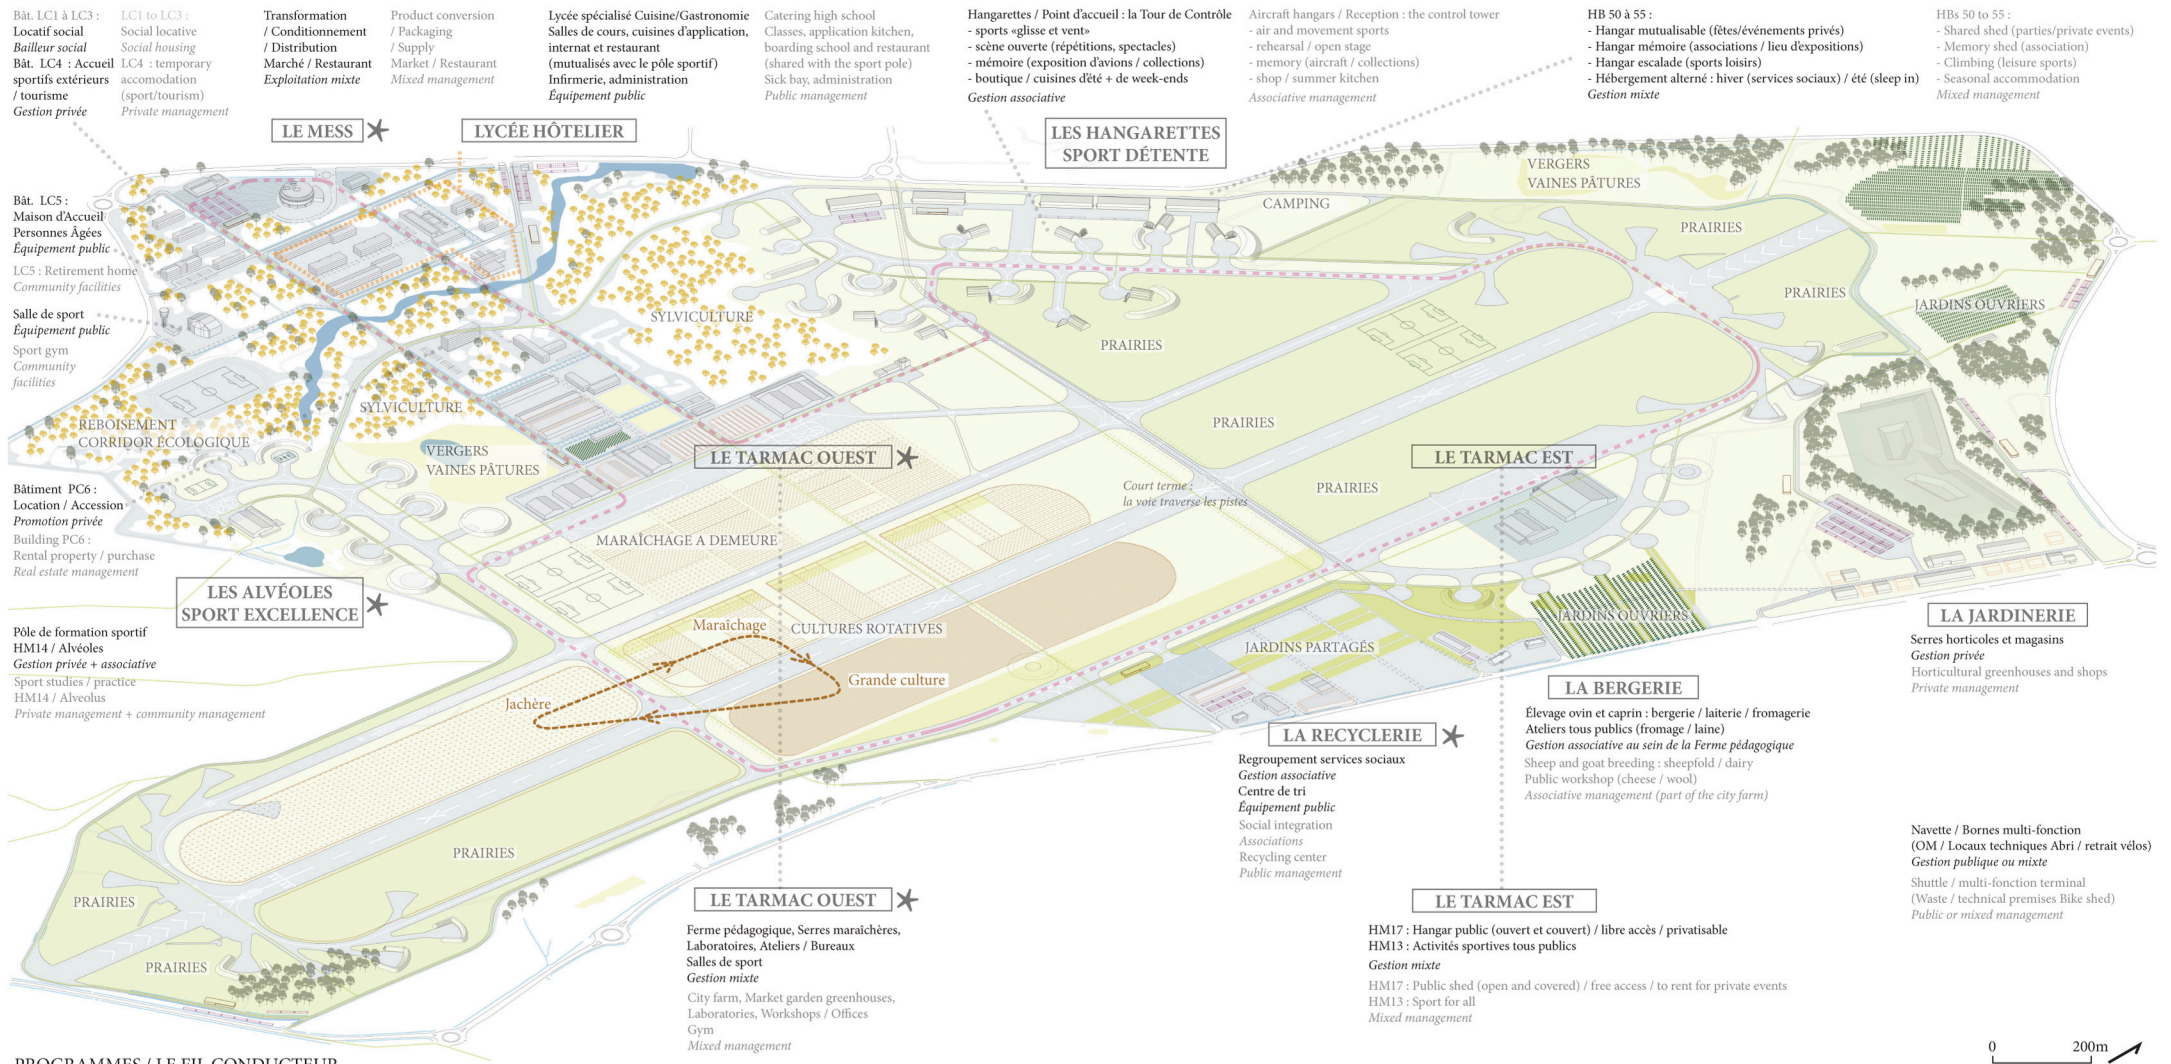 Bât. LC1 à LC3 :
Locatif social
Bailleur social
Bât. LC4 : Accueil
sportifs extérieurs
/ tourisme
Gestion privée
LC1 to LC3 :
Social locative
Social housing
LC4 : temporary
accomodation
(sport/tourism)
Private management
Transformation
/ Conditionnement
/ Distribution
Marché / Restaurant
Exploitation mixte
Product conversion
/ Packaging
/ Supply
Market / Restaurant
Mixed management
Lycée spécialisé Cuisine/Gastronomie
Salles de cours, cuisines d'application,
internat et restaurant
(mutualisés avec le pôle sportif)
Infirmerie, administration
Équipement public
Catering high school
Classes, application kitchen,
boarding school and restaurant
(shared with the sport pole)
Sick bay, administration
Public management
Hangarettes / Point d'accueil : la Tour de Contrôle
- sports «glisse et vent»
- scène ouverte (répétitions, spectacles)
- mémoire (exposition d'avions / collections)
- boutique / cuisines d'été + de week-ends
Gestion associative
Aircraft hangars / Reception : the control tower
- air and movement sports
- rehearsal / open stage
- memory (aircraft / collections)
- shop / summer kitchen
Associative management
HB 50 à 55 :
- Hangar mutualisable (fêtes/événements privés)
- Hangar mémoire (associations / lieu d'expositions)
- Hangar escalade (sports loisirs)
- Hébergement alterné : hiver (services sociaux) / été (sleep in)
Gestion mixte
HBs 50 to 55 :
- Shared shed (parties/private events)
- Memory shed (association)
- Climbing (leisure sports)
- Seasonal accommodation
Mixed management
LE MESS
LYCÉE HÔTELIER
LES HANGARETTES
SPORT DÉTENTE
VERGERS
VAINES PÂTURES
CAMPING
PRAIRIES
PRAIRIES
JARDINS OUVRIERS
Bât. LC5 :
Maison d'Accueil
Personnes Âgées
Équipement public
LC5 : Retirement home
Community facilities
Salle de sport
Équipement public
Sport gym
Community
facilities
SYLVICULTURE
PRAIRIES
SYLVICULTURE
REBOISEMENT
CORRIDOR ÉCOLOGIQUE
VERGERS
VAINES PÂTURES
PRAIRIES
LE TARMAC OUEST
LE TARMAC EST
PRAIRIES
Court terme :
la voie traverse les pistes
Bâtiment PC6 :
Location / Accession
Promotion privée
Building PC6 :
Rental property / purchase
Real estate management
MARAÎCHAGE A DEMEURE
LES ALVÉOLES
SPORT EXCELLENCE
Pôle de formation sportif
HM14 / Alvéoles
Gestion privée + associative
Sport studies / practice
HM14 / Alveolus
Private management + community management
Maraîchage
CULTURES ROTATIVES
Grande culture
Jachère
JARDINS PARTAGÉS
JARDINS OUVRIERS
LA JARDINERIE
Serres horticoles et magasins
Gestion privée
Horticultural greenhouses and shops
Private management
LA BERGERIE
Élevage ovin et caprin : bergerie / laiterie / fromagerie
Ateliers tous publics (fromage / laine)
Gestion associative au sein de la Ferme pédagogique
Sheep and goat breeding : sheepfold / dairy
Public workshop (cheese / wool)
Associative management (part of the city farm)
LA RECYCLERIE
Regroupement services sociaux
Gestion associative
Centre de tri
Équipement public
Social integration
Associations
Recycling center
Public management
PRAIRIES
PRAIRIES
PRAIRIES
LE TARMAC OUEST
Ferme pédagogique, Serres maraîchères,
Laboratoires, Ateliers / Bureaux
Salles de sport
Gestion mixte
City farm, Market garden greenhouses,
Laboratories, Workshops / Offices
Gym
Mixed management
LE TARMAC EST
HM17 : Hangar public (ouvert et couvert) / libre accès / privatisable
HM13 : Activités sportives tous publics
Gestion mixte
HM17 : Public shed (open and covered) / free access / to rent for private events
HM13 : Sport for all
Mixed management
Navette / Bornes multi-fonction
(OM / Locaux techniques Abri / retrait vélos)
Gestion publique ou mixte
Shuttle / multi-fonction terminal
(Waste / technical premises Bike shed)
Public or mixed management
0 200m
PROGRAMMES / LE FIL CONDUCTEUR